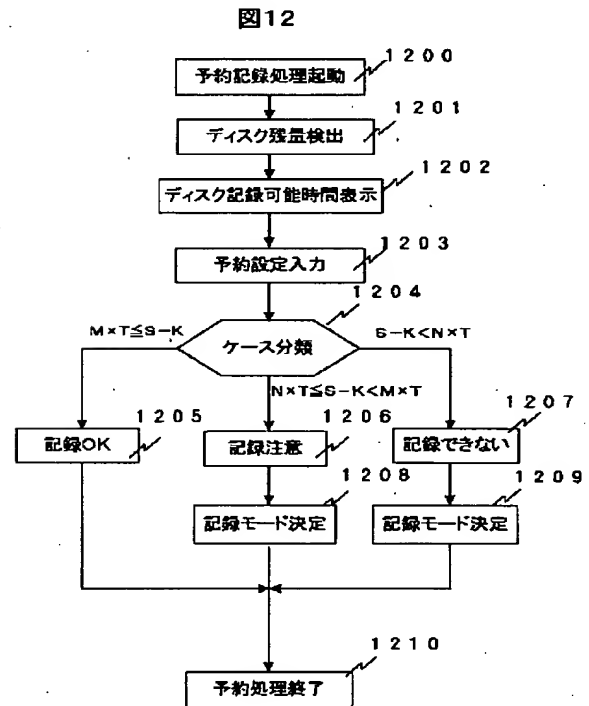 図12
予約記録処理起動
1200
ディスク残量検出
1201
ディスク記録可能時間表示
1202
予約設定入力
1203
ケース分類
1204
M×T≦S-K
S-K<N×T
N×T≦S-K<M×T
記録OK
1205
記録注意
1206
記録できない
1207
記録モード決定
1208
記録モード決定
1209
予約処理終了
1210